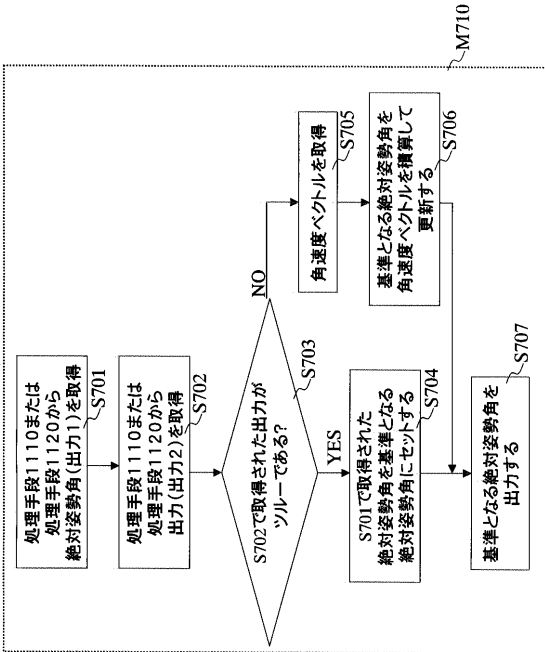 処理手段1110または
処理手段1120から
絶対姿勢角(出力1)を取得
S701
処理手段1110または
処理手段1120から
出力(出力2)を取得
S702
S702で取得された出力が
ツルーである?
S703
YES
NO
S701で取得された
絶対姿勢角を基準となる
絶対姿勢角にセットする
S704
角速度ベクトルを取得
S705
基準となる絶対姿勢角を
角速度ベクトルを積算して
更新する
S706
基準となる絶対姿勢角を
出力する
S707
M710